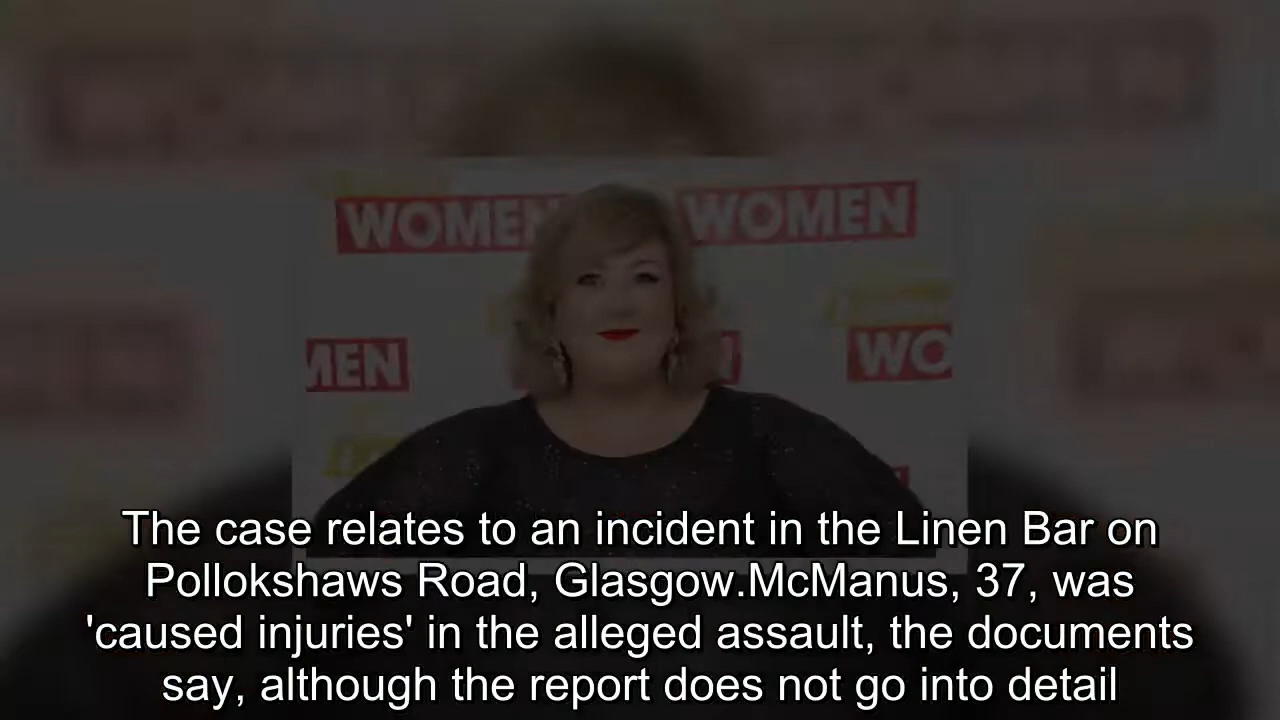 WOMEN WOMEN
MEN WO
The case relates to an incident in the Linen Bar on
Pollokshaws Road, Glasgow.McManus, 37, was
'caused injuries' in the alleged assault, the documents
say, although the report does not go into detail